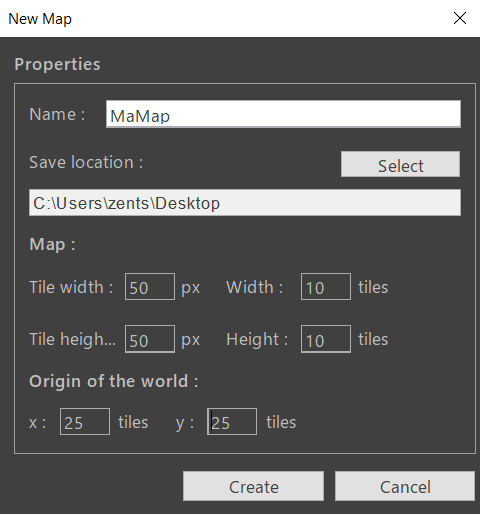 New Map
Properties
Name : MaMap
Save location : Select
C:\Users\zents\Desktop
Map :
Tile width : 50 px Width : 10 tiles
Tile heigh... 50 px Height : 10 tiles
Origin of the world :
x : 25 tiles y : 25 tiles
Create Cancel